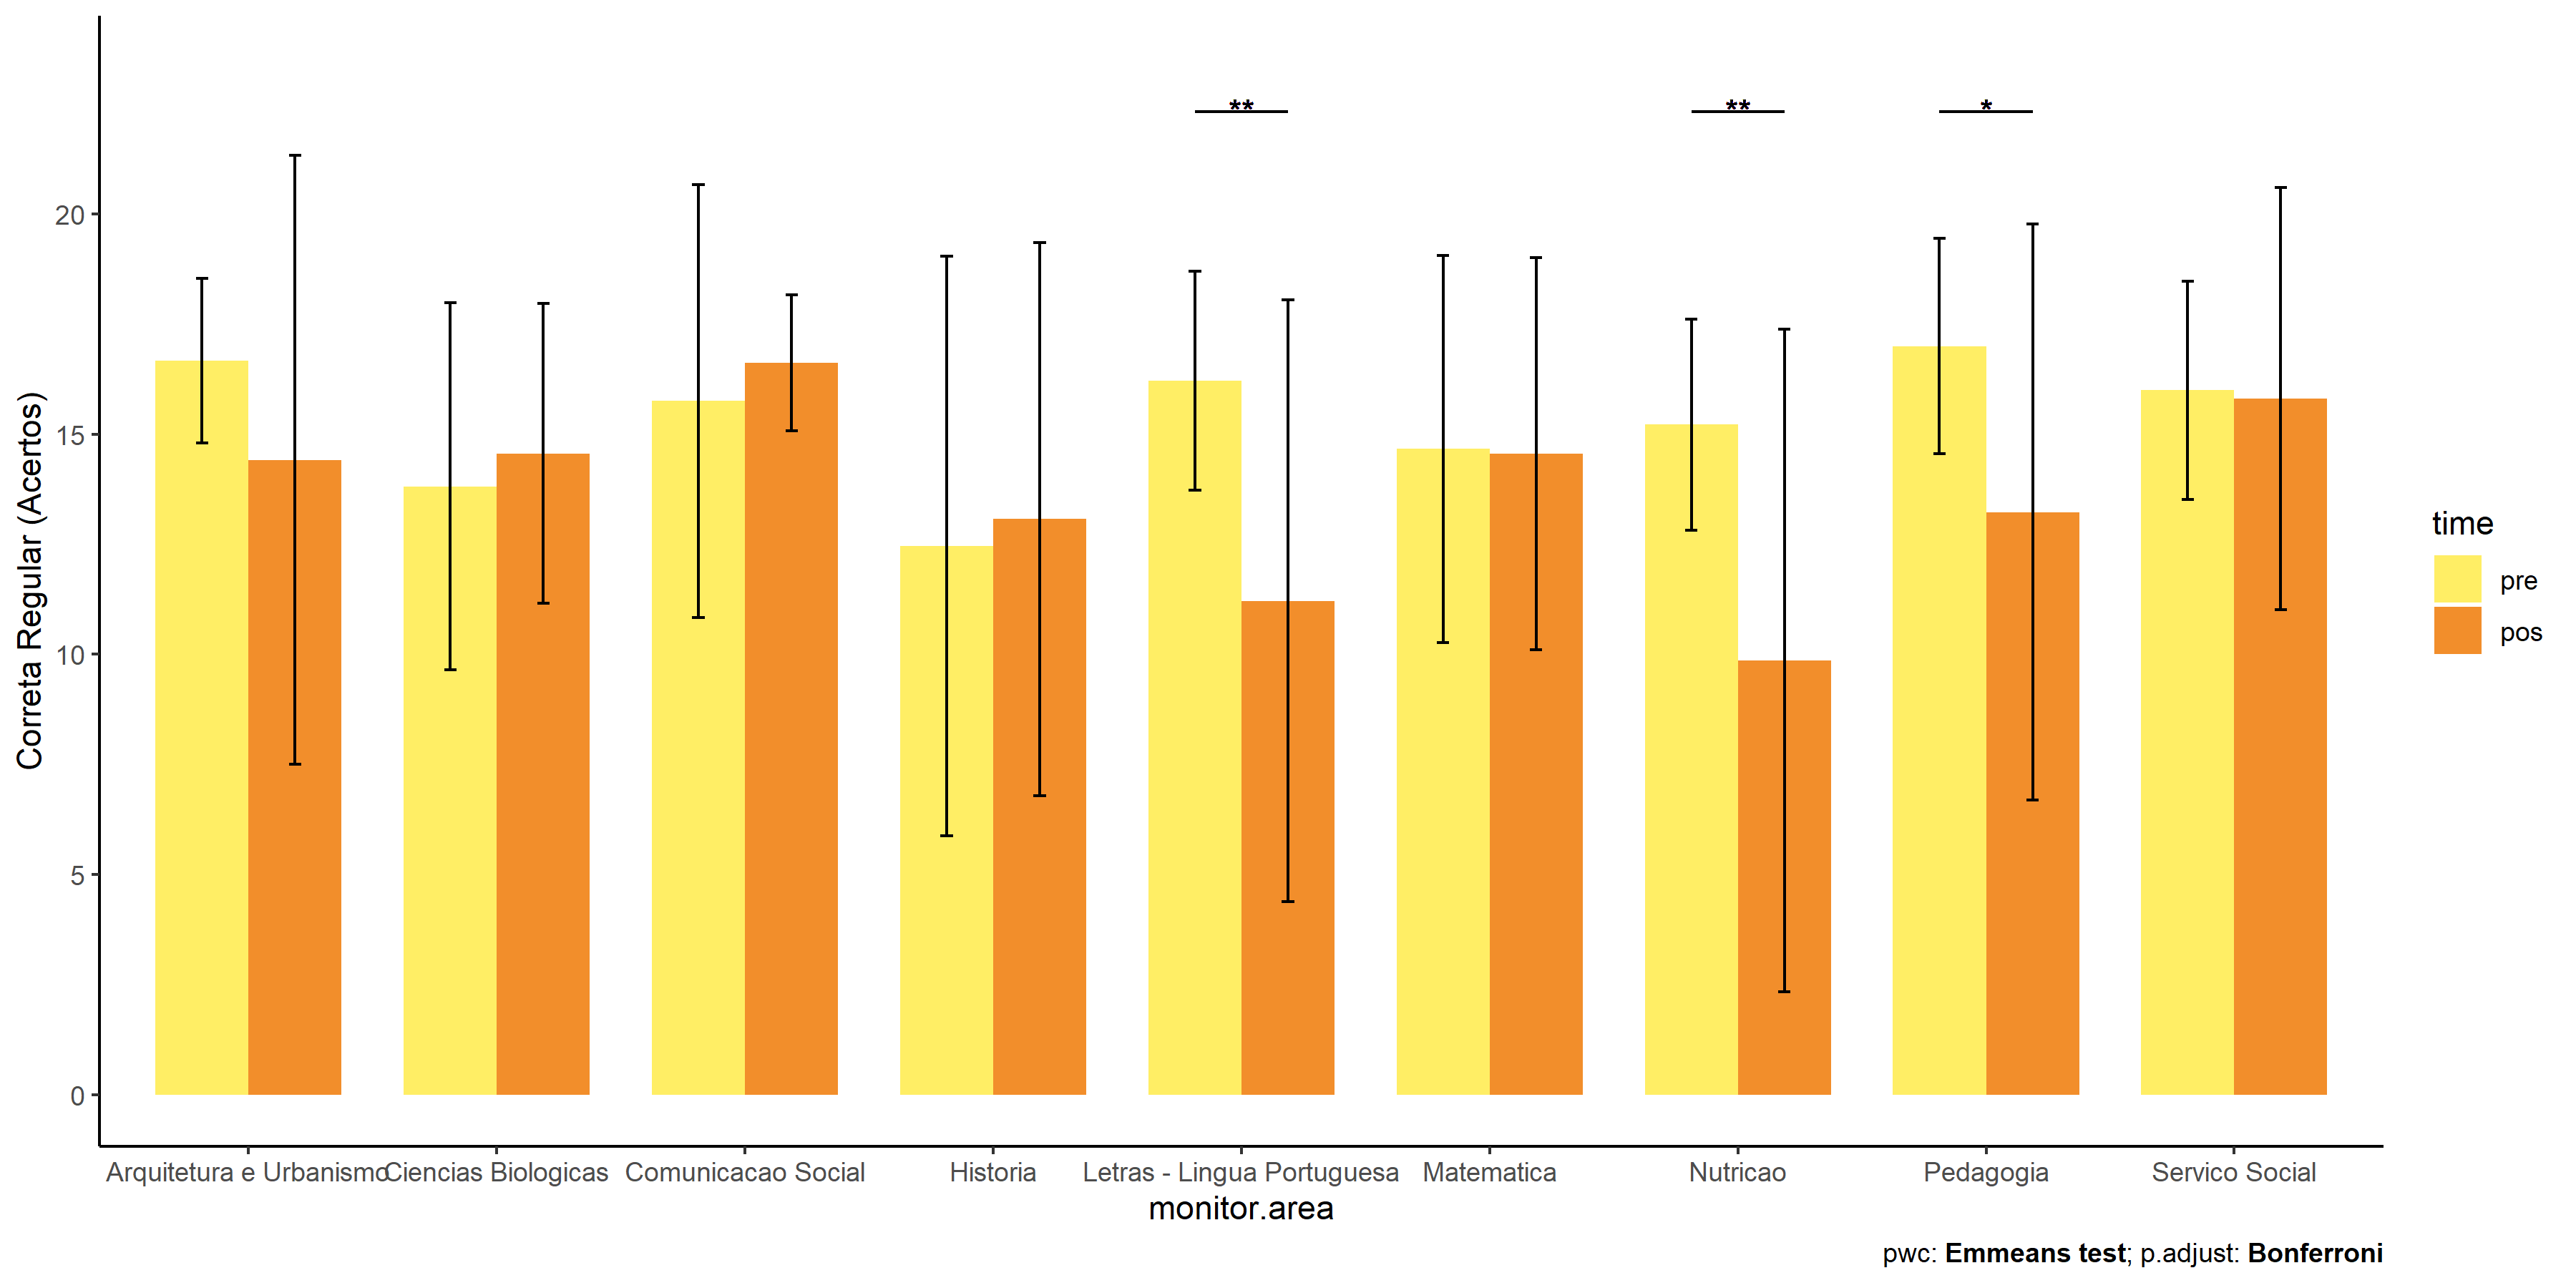 Correta Regular (Acertos)
20
15
10
5
0
**
**
*
Arquitetura e Urbanismo
Ciencias Biologicas
Comunicacao Social
Historia
Letras - Lingua Portuguesa
Matematica
Nutricao
Pedagogia
Servico Social
monitor.area
time
pre
pos
pwc: Emmeans test; p.adjust: Bonferroni